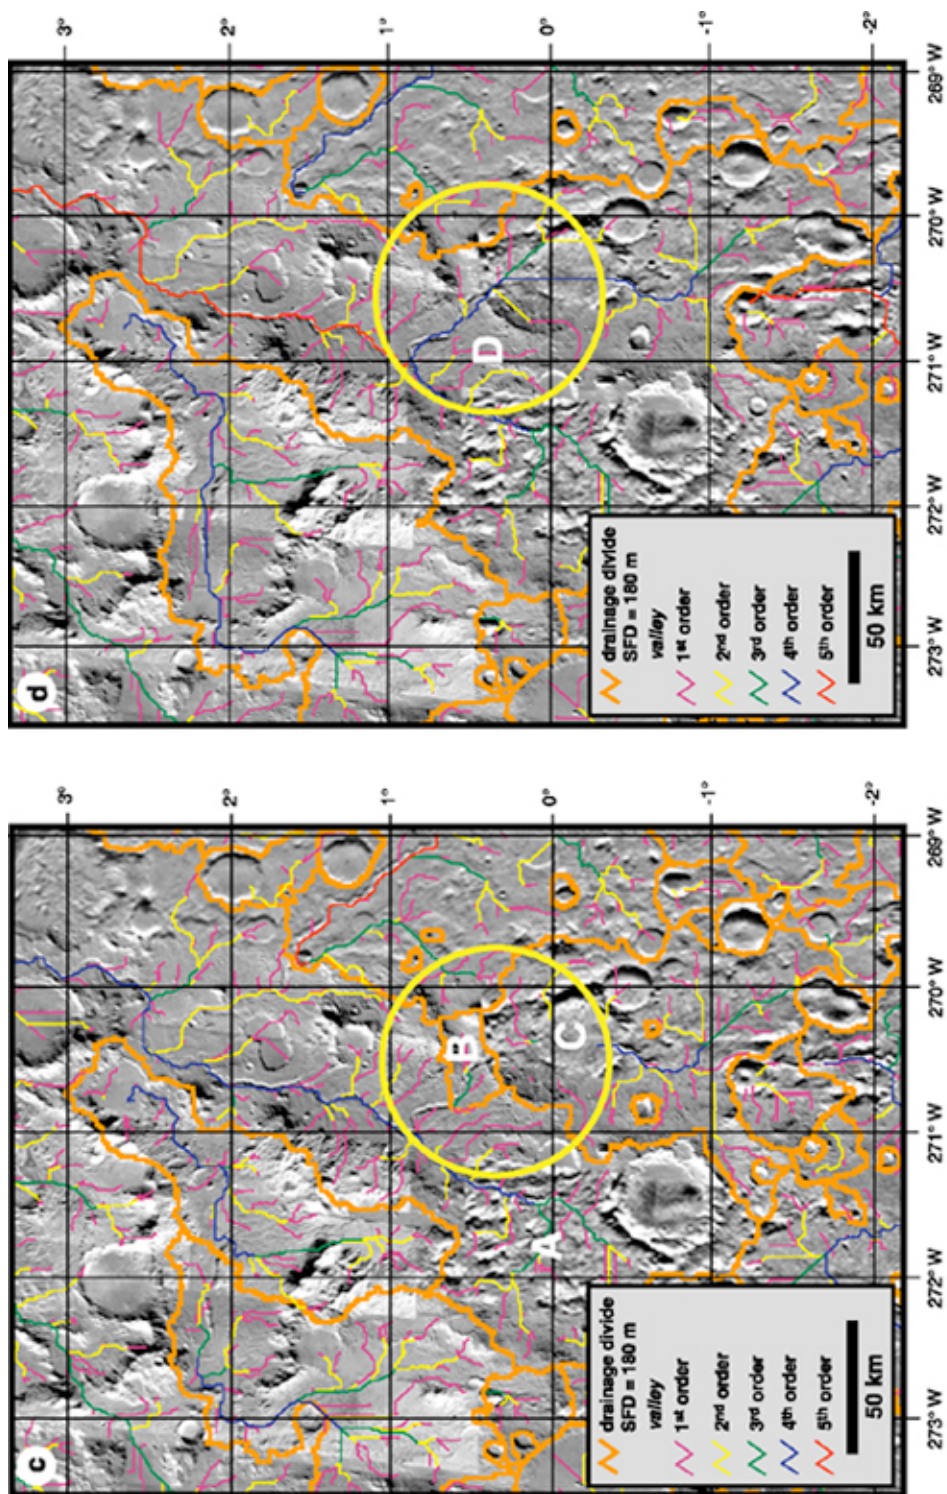 c
3°
2°
1°
B
A
C
0°
-1°
-2°
drainage divide
SFD = 180 m
valley
1st order
2nd order
3rd order
4th order
5th order
50 km
273° W 272° W 271° W 270° W 269° W
d
3°
2°
1°
D
0°
-1°
-2°
drainage divide
SFD = 180 m
valley
1st order
2nd order
3rd order
4th order
5th order
50 km
273° W 272° W 271° W 270° W 269° W